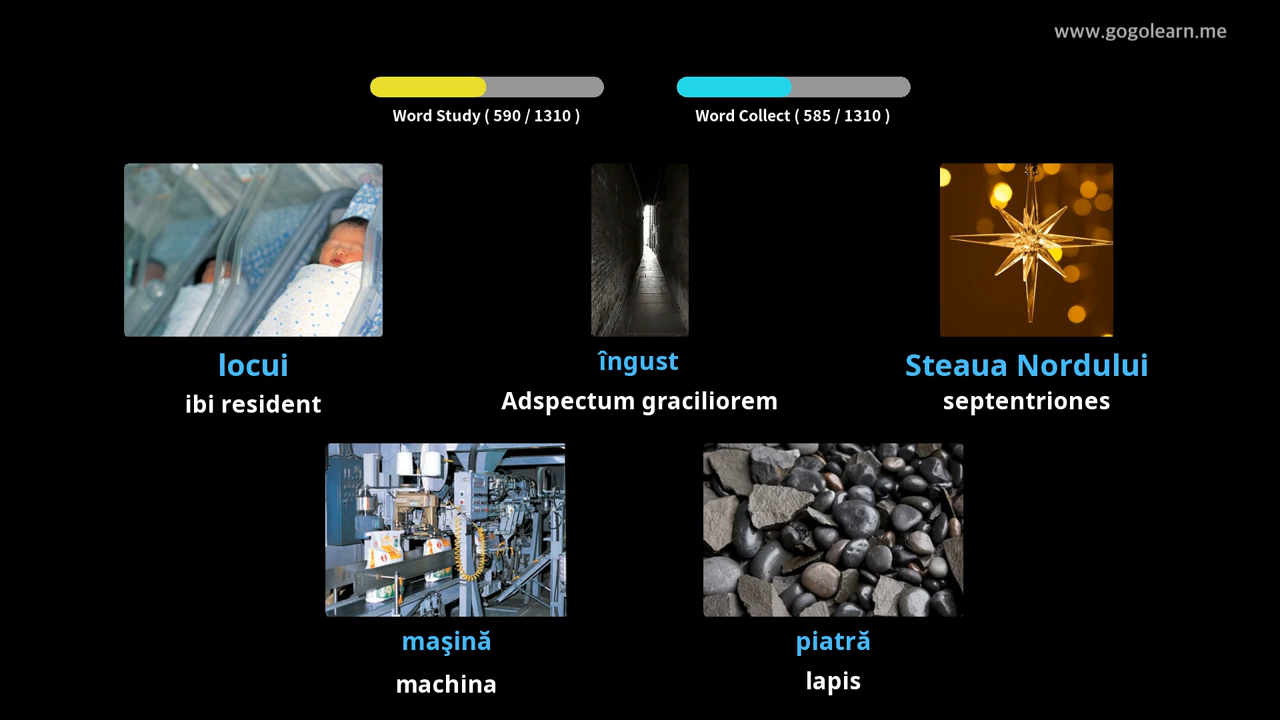 www.gogolearn.me
Word Study ( 590 / 1310 )
Word Collect ( 585 / 1310 )
locui
ibi resident
îngust
Adspectum graciliorem
Steaua Nordului
septentriones
maşină
machina
piatră
lapis